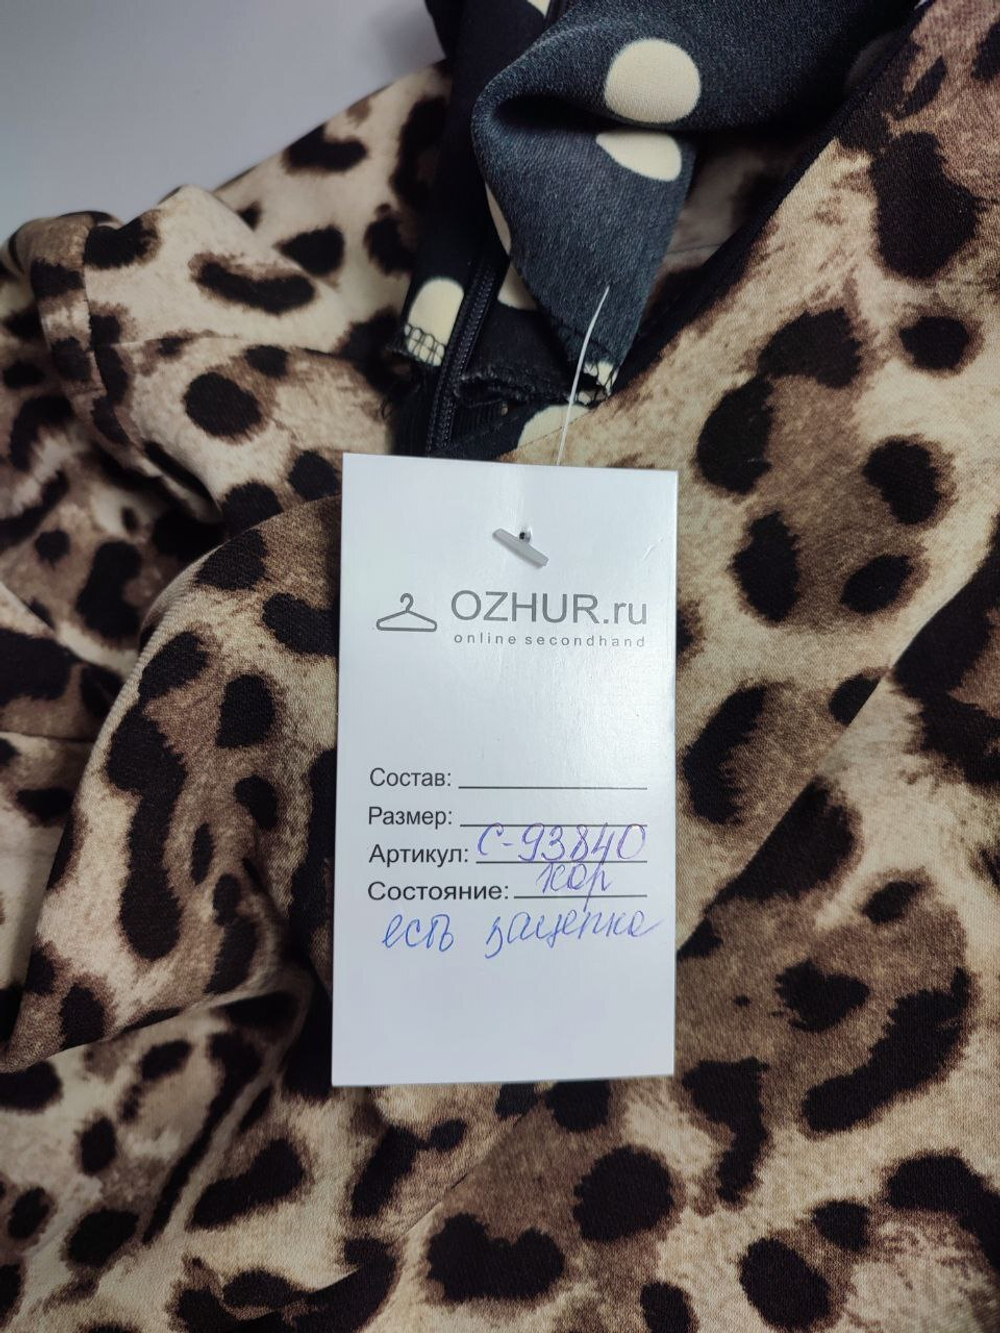 OZHUR.ru
online secondhand
Состав:
Размер:
Артикул: С-93840
Состояние: хор
есть зацепка